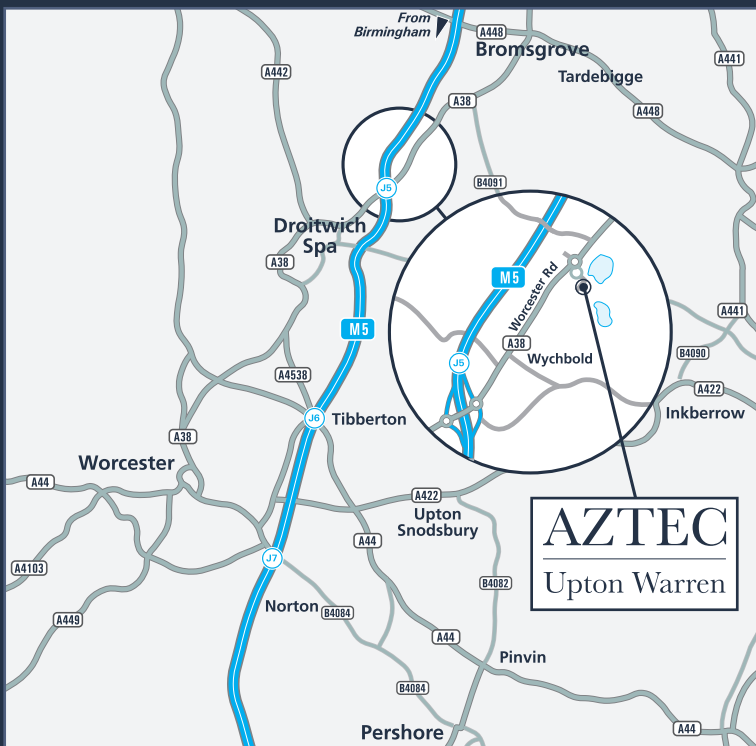 From
Birmingham
A448
Bromsgrove
A441
A442
Tardebigge
A38
A448
B4091
J5
Droitwich
Spa
A38
M5
Worcester Rd
M5
A441
A38
B4090
J5
Wychbold
A4538
A422
Inkberrow
J6
Tibberton
A38
Worcester
A44
A422
Upton
Snodsbury
AZTEC
Upton Warren
A44
J7
A4103
B4082
Norton
B4084
A449
A44
Pinvin
B4084
Pershore
A44